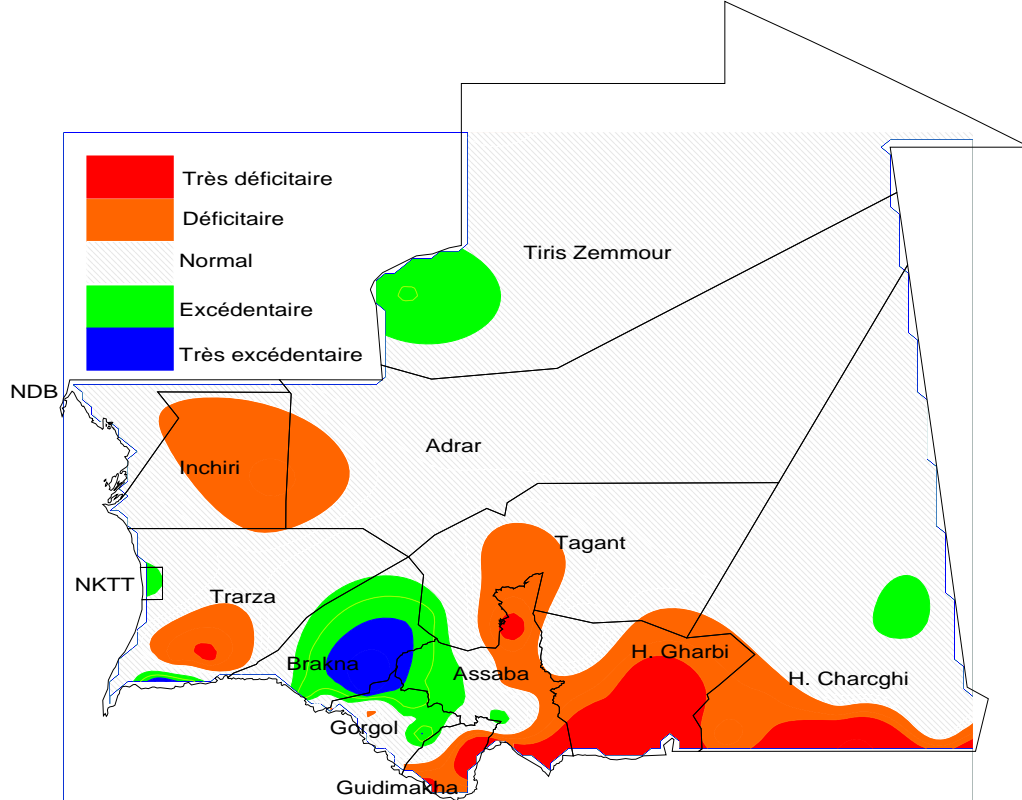 Très déficitaire
Déficitaire
Normal
Excédentaire
Très excédentaire
Tiris Zemmour
NDB
Adrar
Inchiri
Tagant
NKTT
Trarza
H. Gharbi
Brakna
Assaba
H. Charcghi
Gorgol
Guidimakha